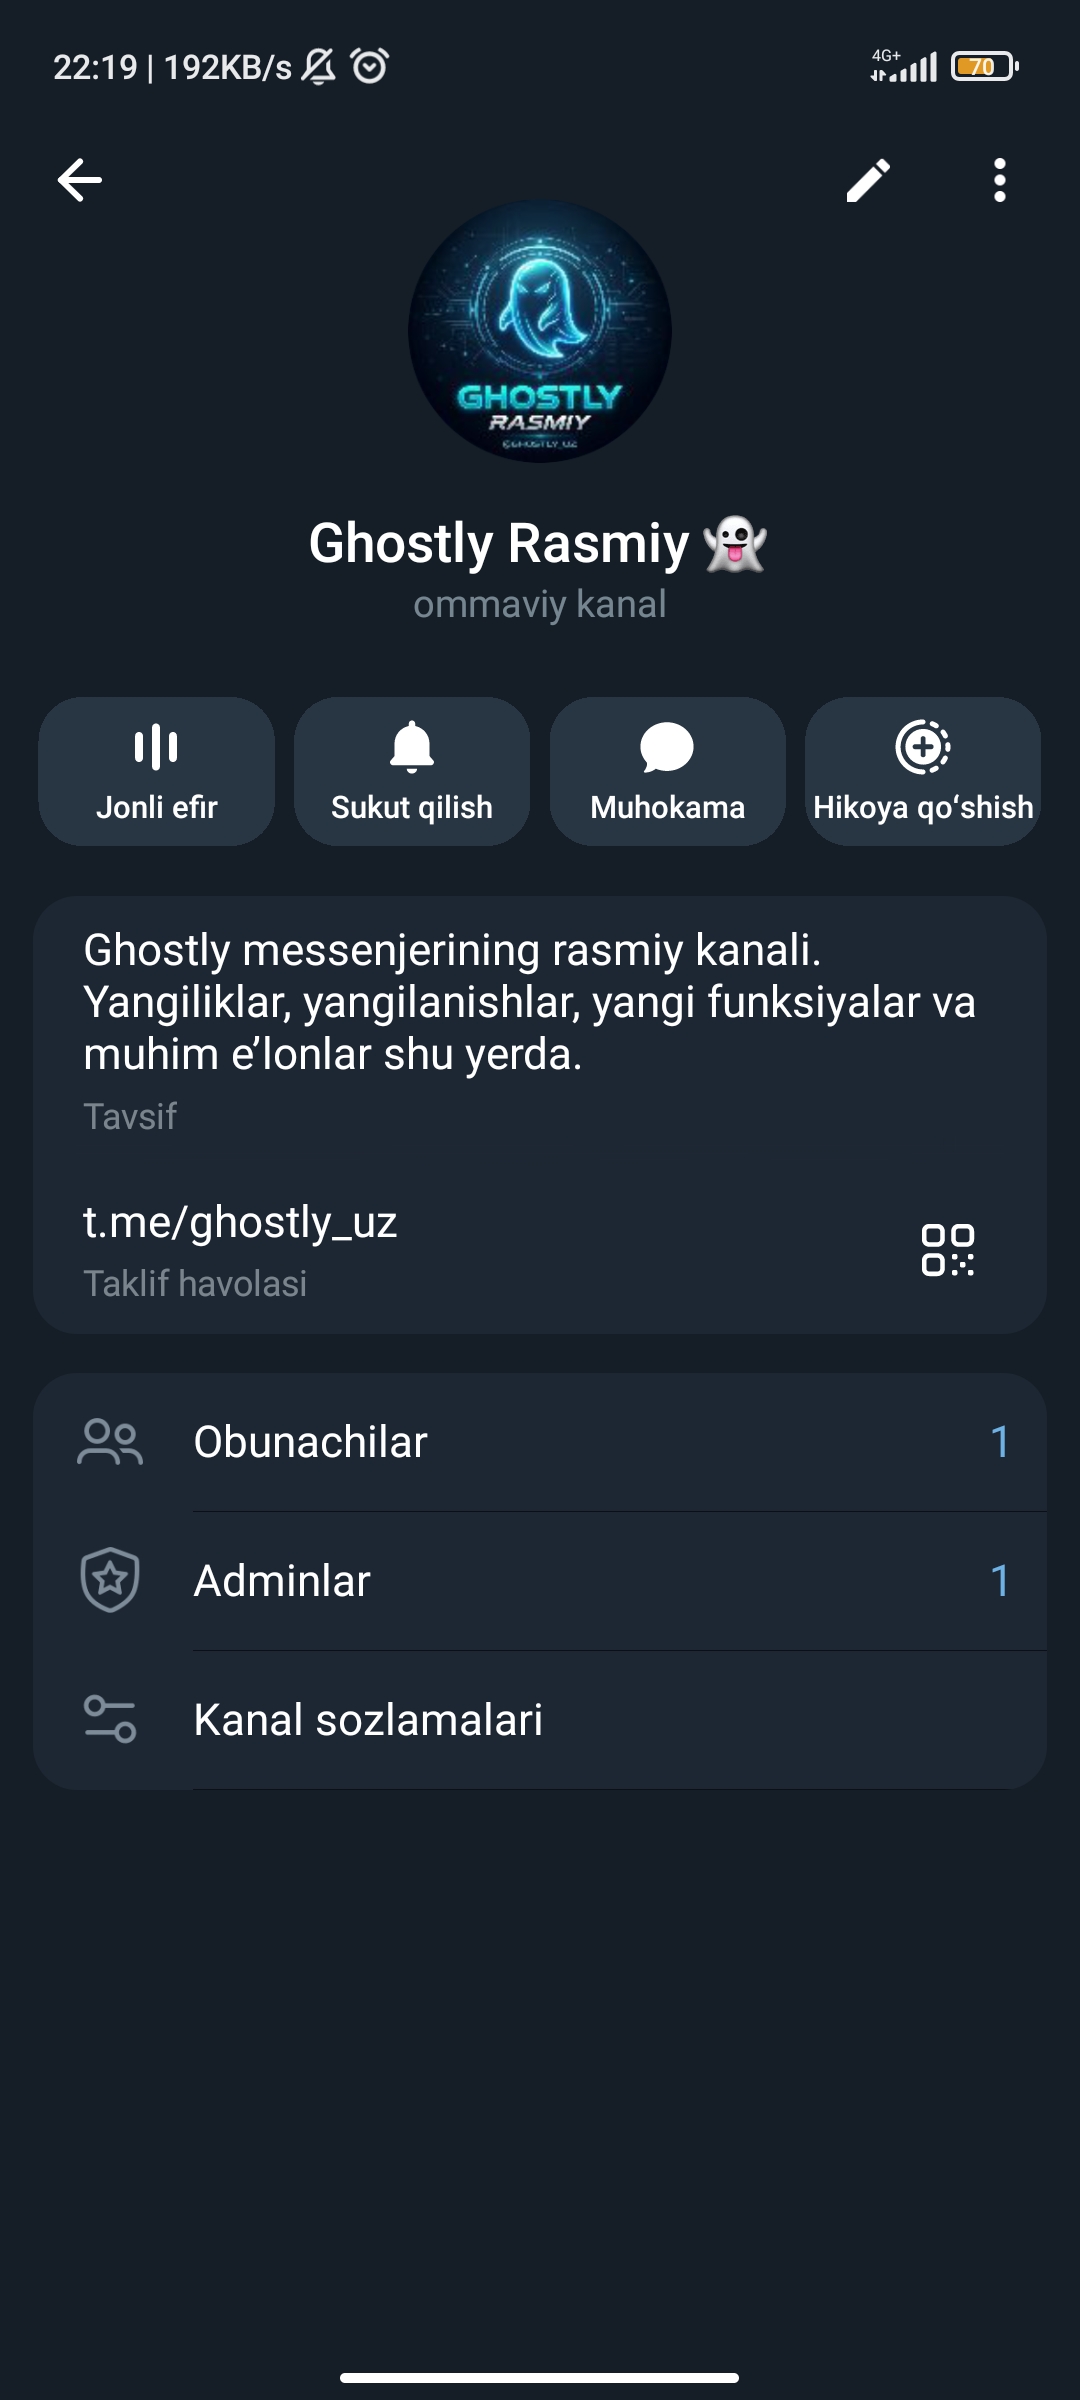 22:19 | 192KB/s
4G+
70
GHOSTLY
RASMIY
@GHOSTLY_UZ
Ghostly Rasmiy 👻
ommaviy kanal
Jonli efir
Sukut qilish
Muhokama
Hikoya qo‘shish
Ghostly messenjerining rasmiy kanali.
Yangiliklar, yangilanishlar, yangi funksiyalar va
muhim e’lonlar shu yerda.
Tavsif
t.me/ghostly_uz
Taklif havolasi
Obunachilar 1
Adminlar 1
Kanal sozlamalari